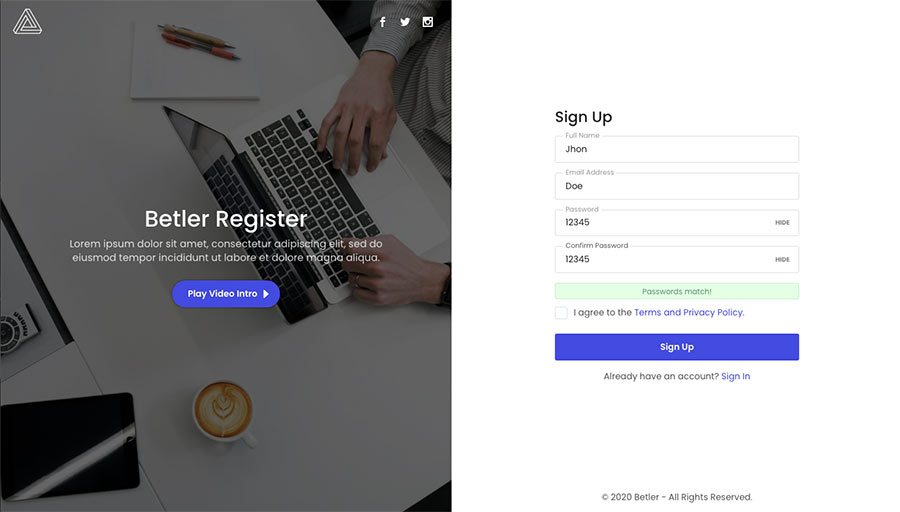 Betler Register
Lorem ipsum dolor sit amet, consectetur adipiscing elit, sed do
eiusmod tempor incididunt ut labore et dolore magna aliqua.
Play Video Intro
Sign Up
Full Name
Jhon
Email Address
Doe
Password
12345 HIDE
Confirm Password
12345 HIDE
Passwords match!
I agree to the Terms and Privacy Policy.
Sign Up
Already have an account? Sign In
© 2020 Betler - All Rights Reserved.